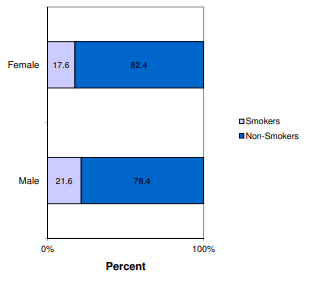 Female 17.6 82.4
Smokers
Non-Smokers
Male 21.6 78.4
0% 100%
Percent